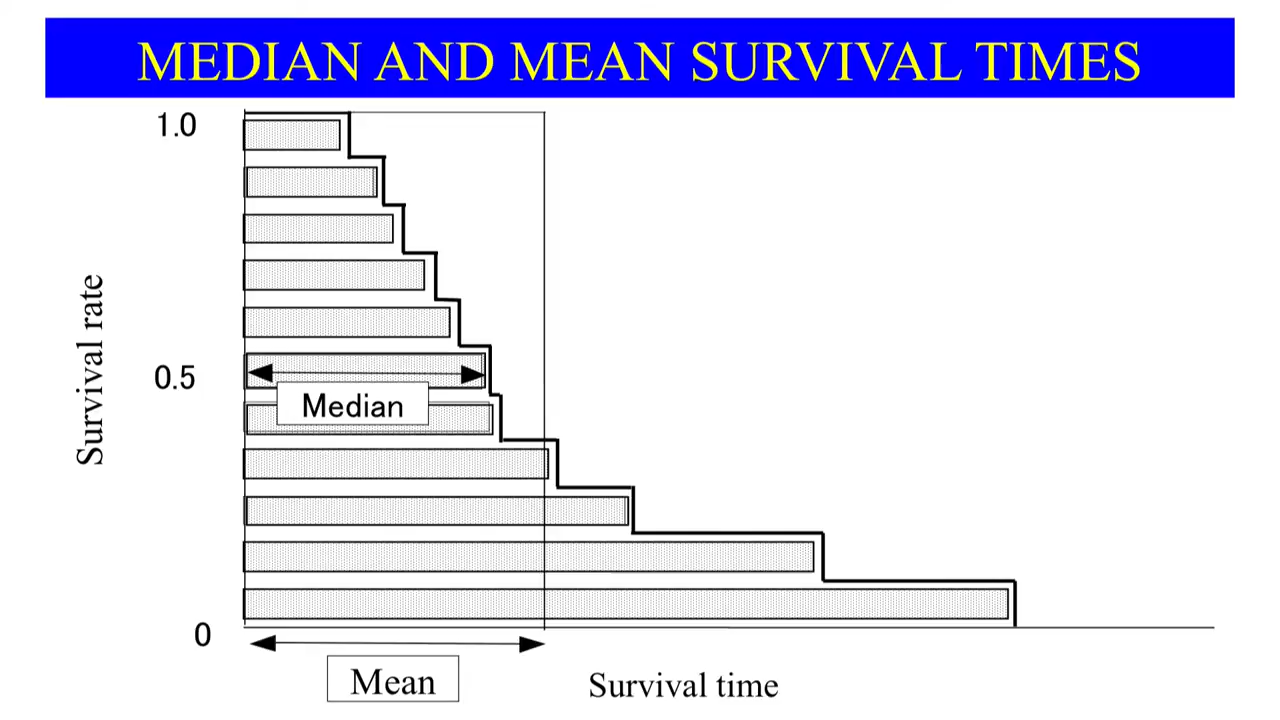 MEDIAN AND MEAN SURVIVAL TIMES
1.0
0.5
0
Survival rate
Median
Mean
Survival time